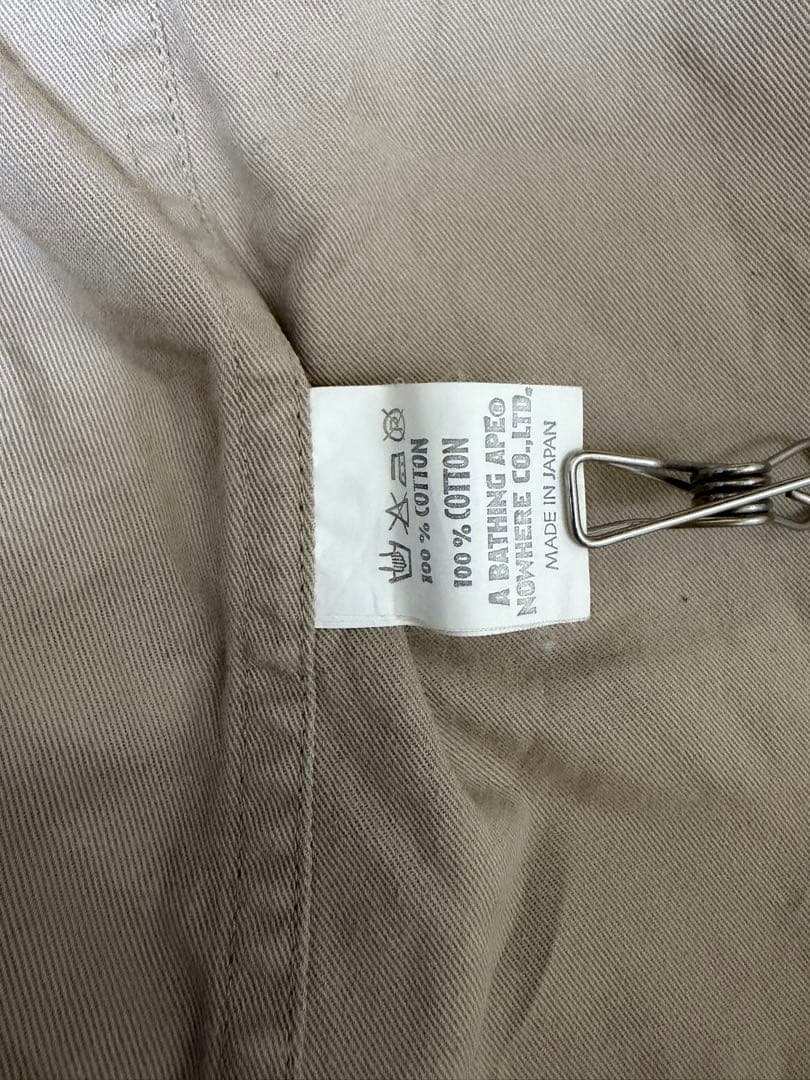 100% COTTON
100% COTTON
A BATHING APE®
NOWHERE CO.,LTD.
MADE IN JAPAN